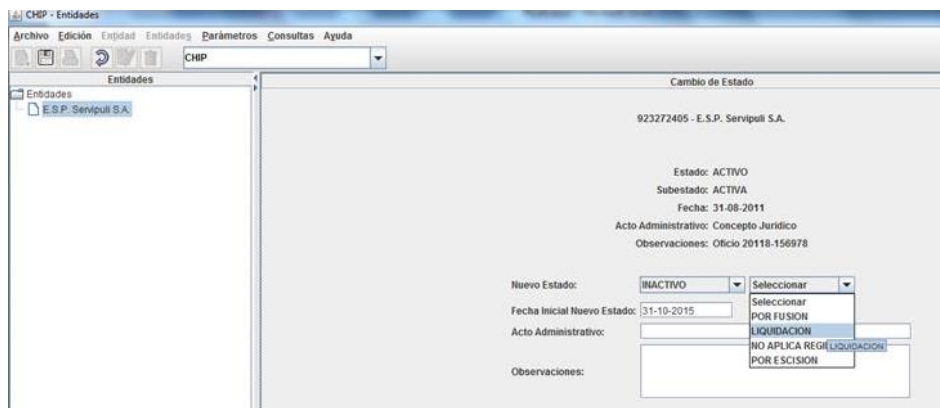 CHIP - Entidades
Archivo Edición Entidad Entidades Parámetros Consultas Ayuda
CHIP
Entidades
Cambio de Estado
Entidades
E.S.P. Servipuli S.A.
923272405 - E.S.P. Servipuli S.A.
Estado: ACTIVO
Subestado: ACTIVA
Fecha: 31-08-2011
Acto Administrativo: Concepto Jurídico
Observaciones: Oficio 20118-156978
Nuevo Estado: INACTIVO Seleccionar
Seleccionar
Fecha Inicial Nuevo Estado: 31-10-2015
POR FUSION
Acto Administrativo:
LIQUIDACION
NO APLICA REGI LIQUIDACION
POR ESCISION
Observaciones: